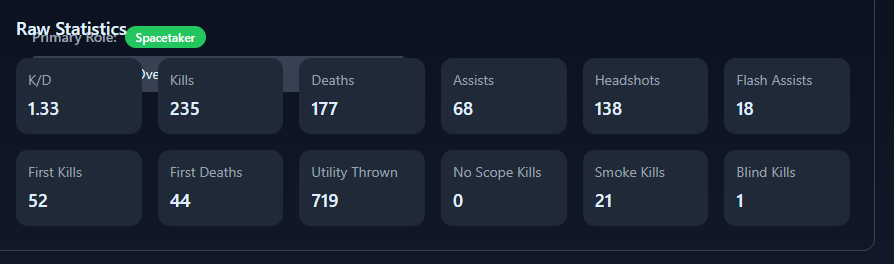 Raw Statistics
Primary Role: Spacetaker
Ove
K/D Kills Deaths Assists Headshots Flash Assists
1.33 235 177 68 138 18
First Kills First Deaths Utility Thrown No Scope Kills Smoke Kills Blind Kills
52 44 719 0 21 1